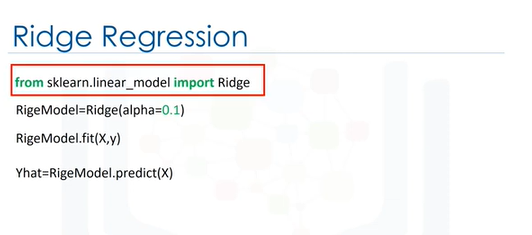 Ridge Regression
from sklearn.linear_model import Ridge
RigeModel=Ridge(alpha=0.1)
RigeModel.fit(X,y)
Yhat=RigeModel.predict(X)